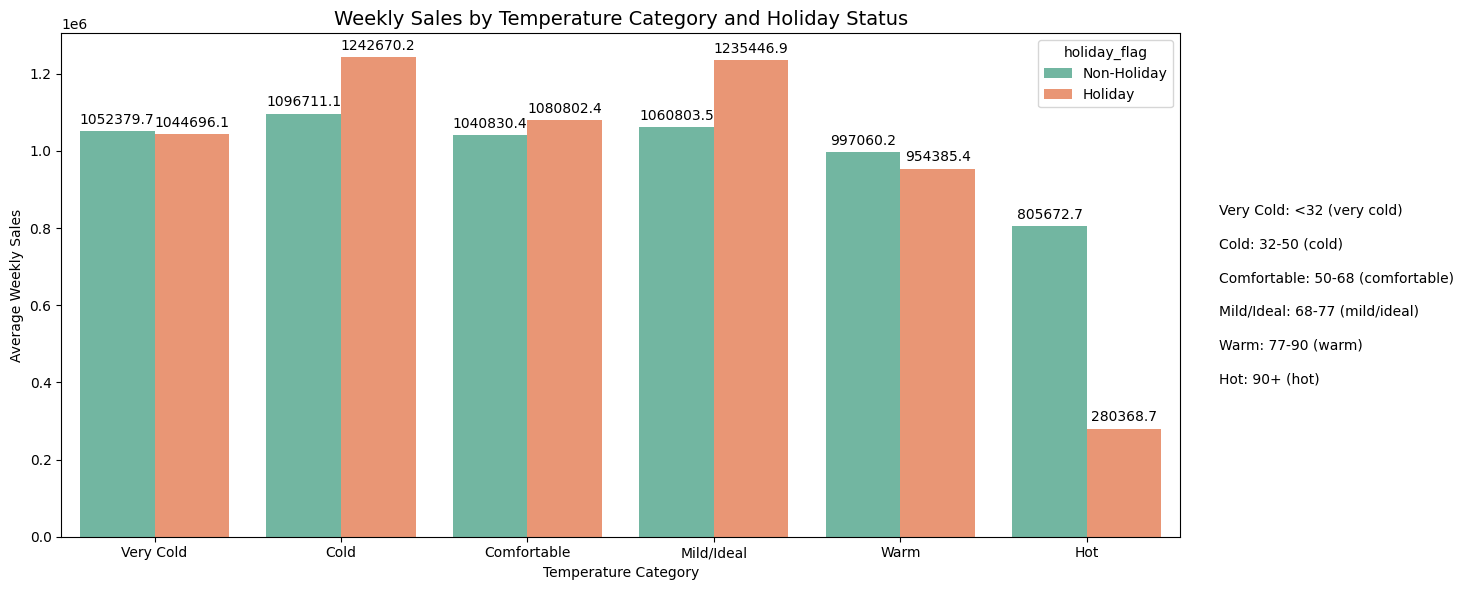 Weekly Sales by Temperature Category and Holiday Status
1e6
1.2
1.0
0.8
0.6
0.4
0.2
0.0
Average Weekly Sales
1052379.7
1044696.1
1096711.1
1242670.2
1040830.4
1080802.4
1060803.5
1235446.9
997060.2
954385.4
805672.7
280368.7
holiday_flag
Non-Holiday
Holiday
Very Cold
Cold
Comfortable
Mild/Ideal
Warm
Hot
Temperature Category
Very Cold: <32 (very cold)
Cold: 32-50 (cold)
Comfortable: 50-68 (comfortable)
Mild/Ideal: 68-77 (mild/ideal)
Warm: 77-90 (warm)
Hot: 90+ (hot)